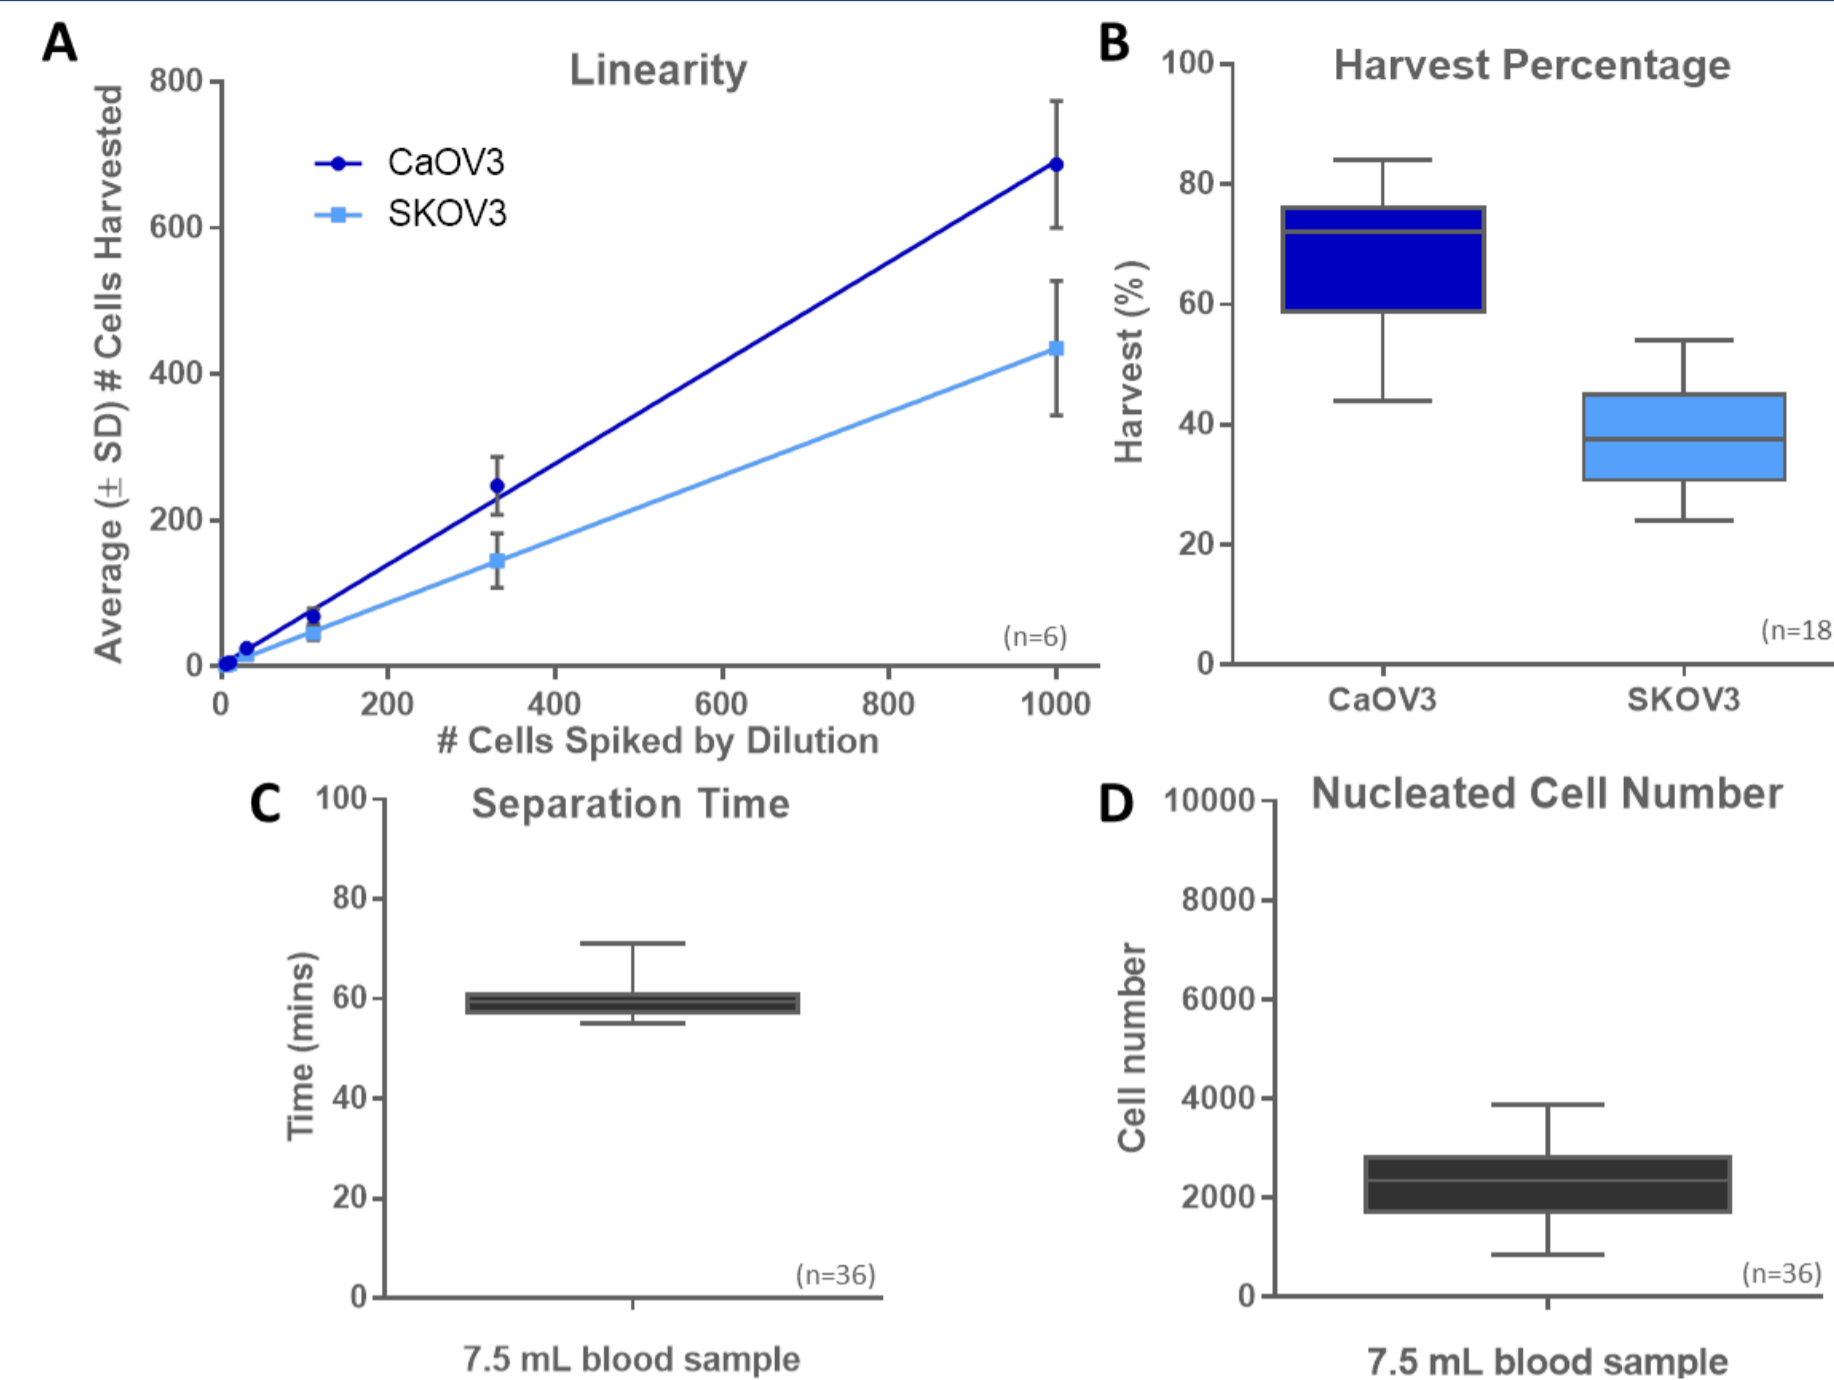 A
Linearity
800
600
400
200
0
Average (± SD) # Cells Harvested
CaOV3
SKOV3
(n=6)
0 200 400 600 800 1000
# Cells Spiked by Dilution
B
Harvest Percentage
100
80
60
40
20
0
Harvest (%)
(n=18
CaOV3 SKOV3
C
Separation Time
100
80
60
40
20
0
Time (mins)
(n=36)
7.5 mL blood sample
D
Nucleated Cell Number
10000
8000
6000
4000
2000
0
Cell number
(n=36)
7.5 mL blood sample